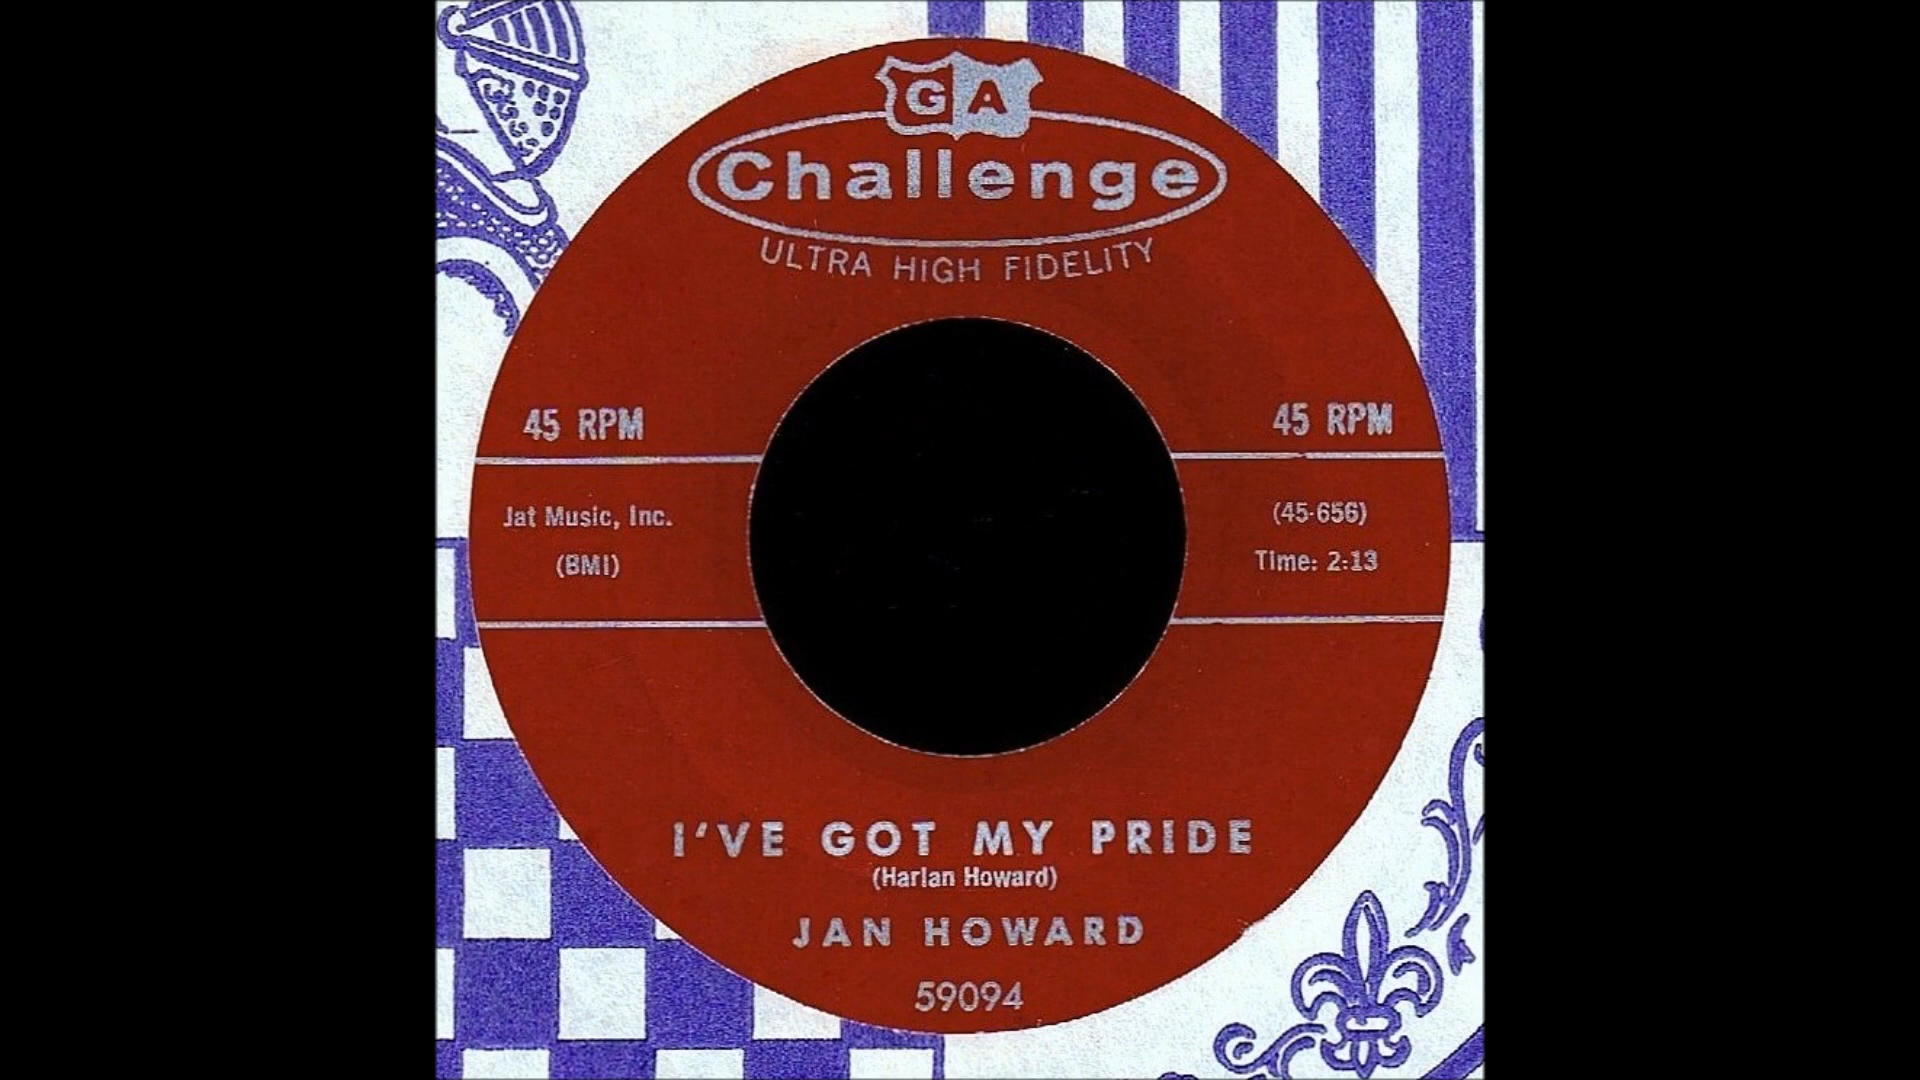 GA
Challenge
ULTRA HIGH FIDELITY
45 RPM
45 RPM
Jat Music, Inc.
(BMI)
(45-656)
Time: 2:13
I'VE GOT MY PRIDE
(Harlan Howard)
JAN HOWARD
59094